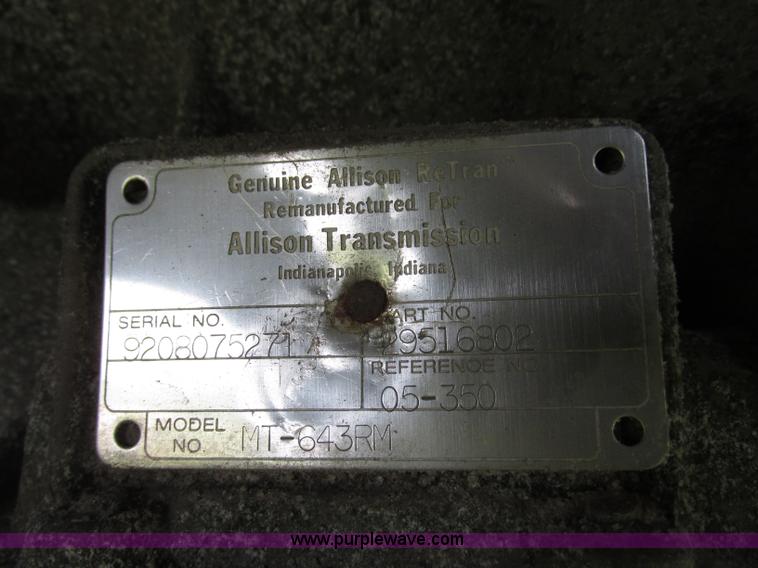 Genuine Allison ReTran™
Remanufactured For
Allison Transmission
Indianapolis, Indiana
SERIAL NO. PART NO.
9208075271 29516802
REFERENCE NO.
05-350
MODEL NO. MT-643RM
www.purplewave.com